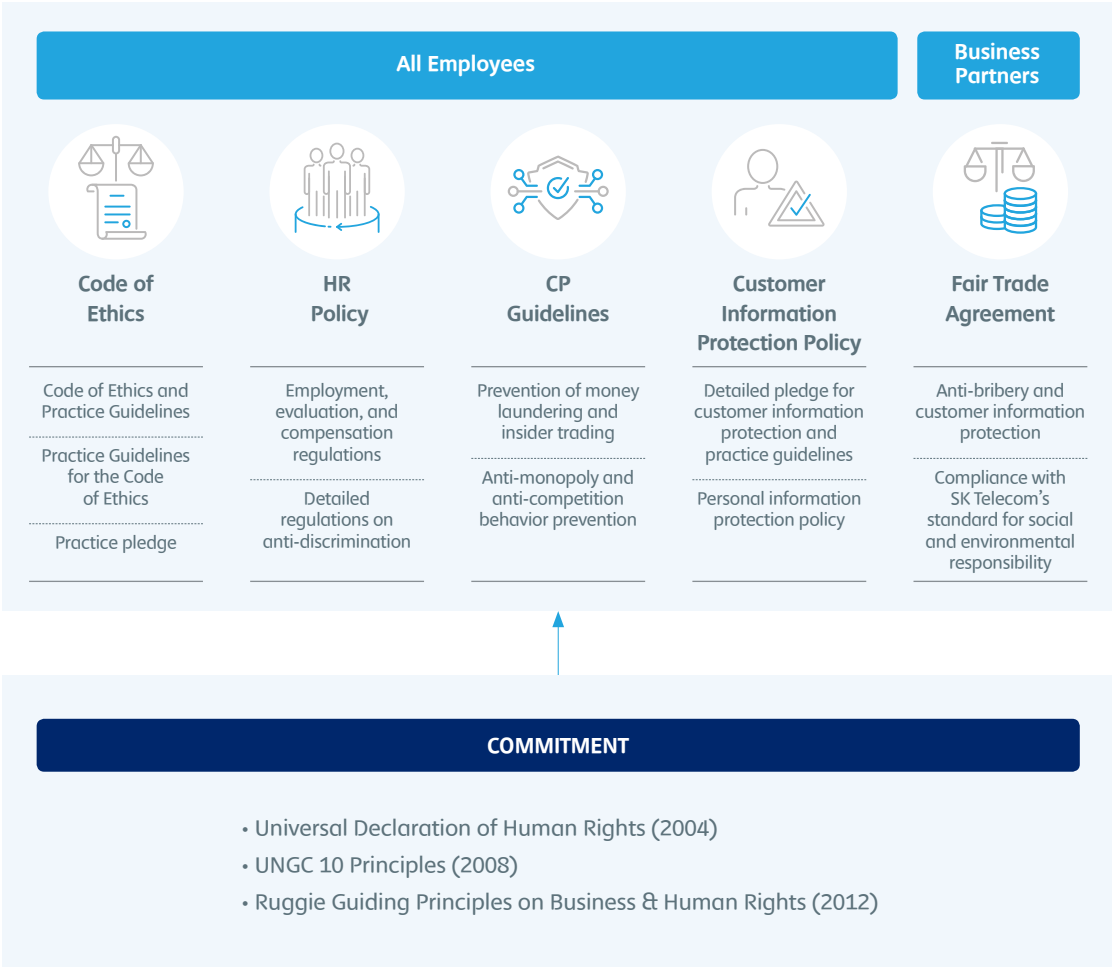 All Employees
Business
Partners
Code of
Ethics
HR
Policy
CP
Guidelines
Customer
Information
Protection Policy
Fair Trade
Agreement
Code of Ethics and
Practice Guidelines
Practice Guidelines
for the Code
of Ethics
Practice pledge
Employment,
evaluation, and
compensation
regulations
Detailed
regulations on
anti-discrimination
Prevention of money
laundering and
insider trading
Anti-monopoly and
anti-competition
behavior prevention
Detailed pledge for
customer information
protection and
practice guidelines
Personal information
protection policy
Anti-bribery and
customer information
protection
Compliance with
SK Telecom's
standard for social
and environmental
responsibility
COMMITMENT
• Universal Declaration of Human Rights (2004)
• UNGC 10 Principles (2008)
• Ruggie Guiding Principles on Business & Human Rights (2012)